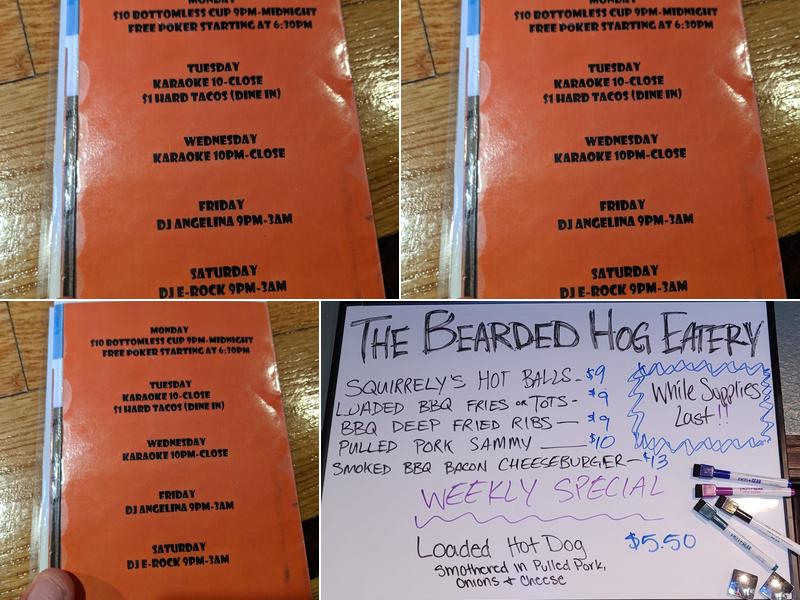 MONDAY
$10 BOTTOMLESS CUP 9PM-MIDNIGHT
FREE POKER STARTING AT 6:30PM
TUESDAY
KARAOKE 10-CLOSE
$1 HARD TACOS (DINE IN)
WEDNESDAY
KARAOKE 10PM-CLOSE
FRIDAY
DJ ANGELINA 9PM-3AM
SATURDAY
DJ E-ROCK 9PM-3AM
MONDAY
$10 BOTTOMLESS CUP 9PM-MIDNIGHT
FREE POKER STARTING AT 6:30PM
TUESDAY
KARAOKE 10-CLOSE
$1 HARD TACOS (DINE IN)
WEDNESDAY
KARAOKE 10PM-CLOSE
FRIDAY
DJ ANGELINA 9PM-3AM
SATURDAY
DJ E-ROCK 9PM-3AM
MONDAY
$10 BOTTOMLESS CUP 9PM-MIDNIGHT
FREE POKER STARTING AT 6:30PM
TUESDAY
KARAOKE 10-CLOSE
$1 HARD TACOS (DINE IN)
WEDNESDAY
KARAOKE 10PM-CLOSE
FRIDAY
DJ ANGELINA 9PM-3AM
SATURDAY
DJ E-ROCK 9PM-3AM
THE BEARDED HOG EATERY
SQUIRRELY'S HOT BALLS - $9
LOADED BBQ FRIES OR TOTS - $9
BBQ DEEP FRIED RIBS — $9
PULLED PORK SAMMY — $10
SMOKED BBQ BACON CHEESEBURGER — $13
While Supplies
Last!!
WEEKLY SPECIAL
Loaded Hot Dog $5.50
Smothered in Pulled Pork,
Onions & Cheese